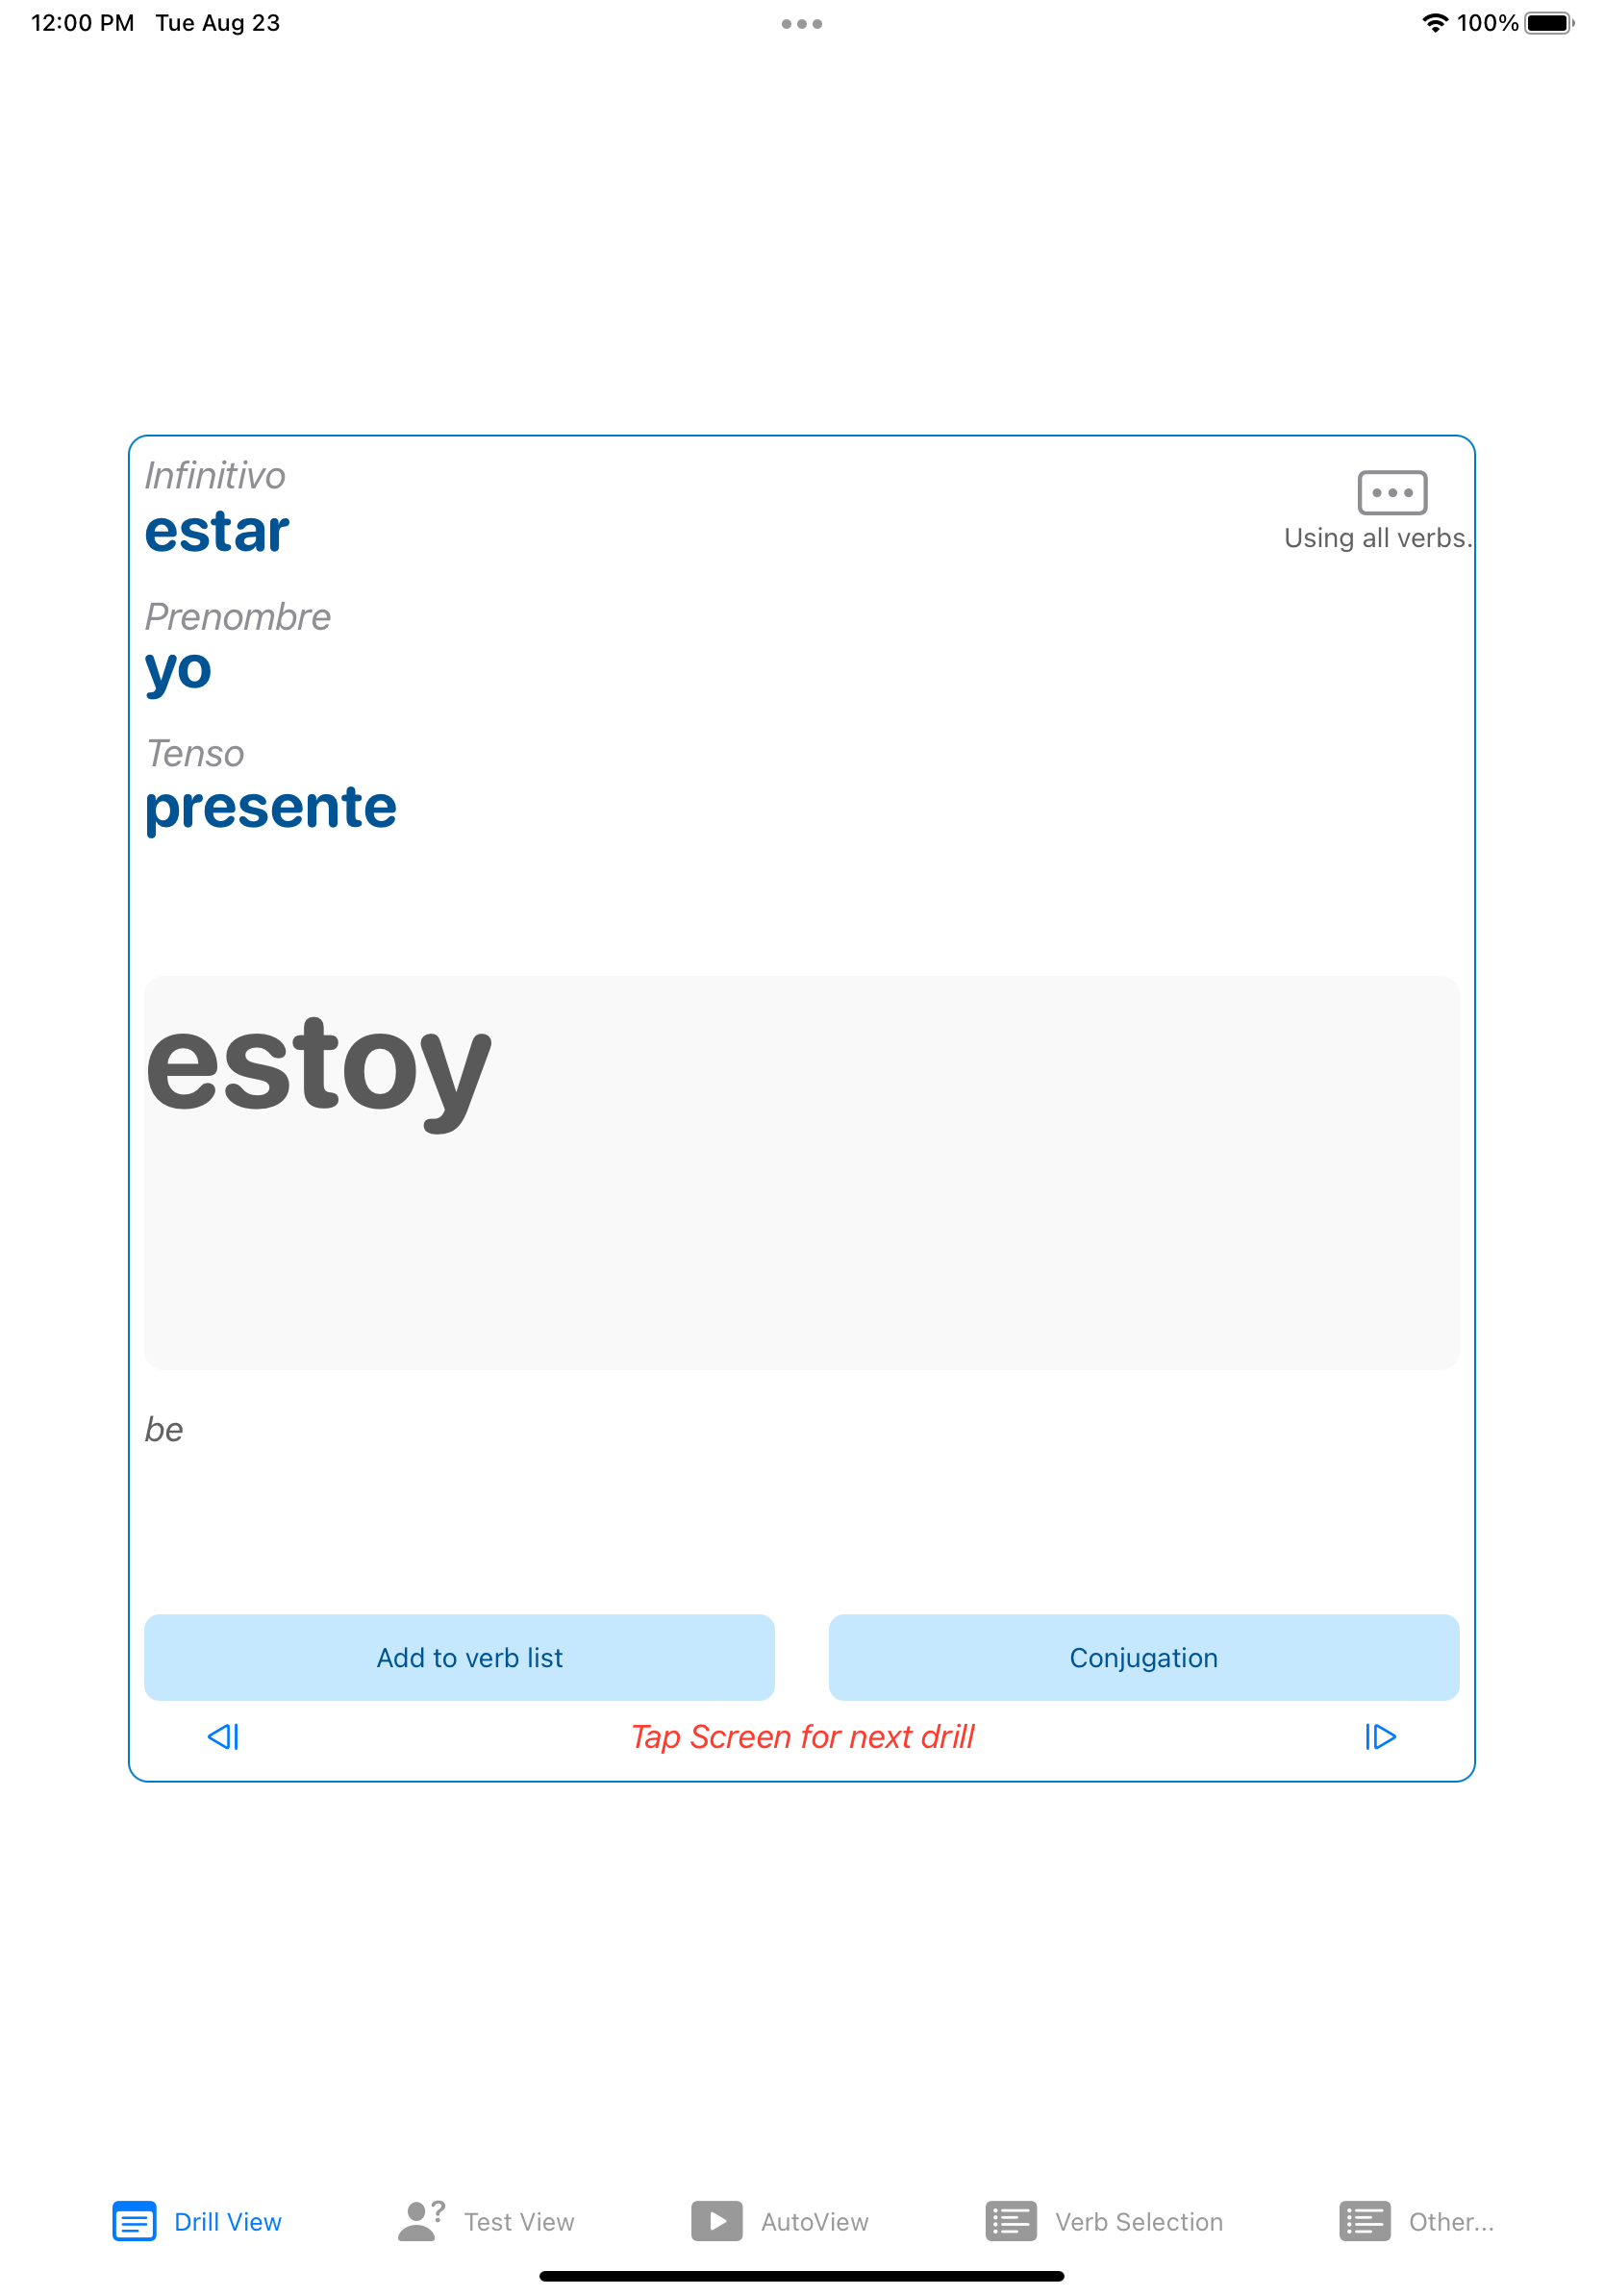 12:00 PM Tue Aug 23 100%
Infinitivo
estar
Using all verbs.
Prenombre
yo
Tenso
presente
estoy
be
Add to verb list Conjugation
Tap Screen for next drill
Drill View ? Test View AutoView Verb Selection Other...